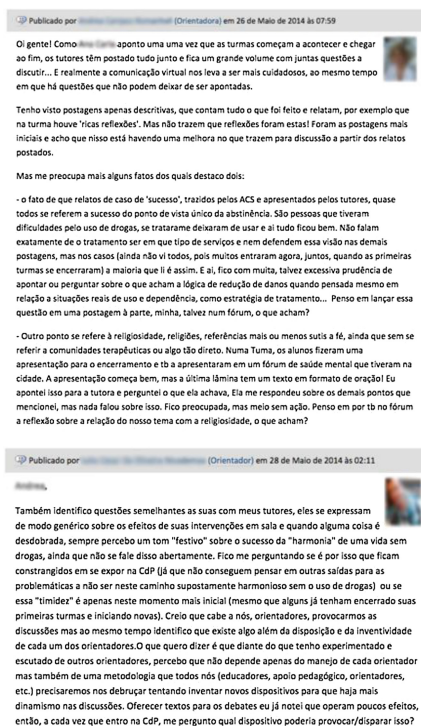 Publicado por (Orientadora) em 26 de Maio de 2014 às 07:59
Oi gente! Como aponto uma uma vez que as turmas começam a acontecer e chegar
ao fim, os tutores têm postado tudo junto e fica um grande volume com juntas questões a
discutir... E realmente a comunicação virtual nos leva a ser mais cuidadosos, ao mesmo tempo
em que há questões que não podem deixar de ser apontadas.
Tenho visto postagens apenas descritivas, que contam tudo o que foi feito e relatam, por exemplo que
na turma houve 'ricas reflexões'. Mas não trazem que reflexões foram estas! Foram as postagens mais
iniciais e acho que nisso está havendo uma melhora no que trazem para discussão a partir dos relatos
postados.
Mas me preocupa mais alguns fatos dos quais destaco dois:
- o fato de que relatos de caso de 'sucesso', trazidos pelos ACS e apresentados pelos tutores, quase
todos se referem a sucesso do ponto de vista único da abstinência. São pessoas que tiveram
dificuldades pelo uso de drogas, se tratarame deixaram de usar e ai tudo ficou bem. Não falam
exatamente de o tratamento ser em que tipo de serviços e nem defendem essa visão nas demais
postagens, mas nos casos (ainda não vi todos, pois muitos entraram agora, juntos, quando as primeiras
turmas se encerraram) a maioria que li é assim. E ai, fico com muita, talvez excessiva prudência de
apontar ou perguntar sobre o que acham a lógica de redução de danos quando pensada mesmo em
relação a situações reais de uso e dependência, como estratégia de tratamento... Penso em lançar essa
questão em uma postagem à parte, minha, talvez num fórum, o que acham?
- Outro ponto se refere à religiosidade, religiões, referências mais ou menos sutis a fé, ainda que sem se
referir a comunidades terapêuticas ou algo tão direto. Numa Tuma, os alunos fizeram uma
apresentação para o encerramento e tb a apresentaram em um fórum de saúde mental que tiveram na
cidade. A apresentação começa bem, mas a última lâmina tem um texto em formato de oração! Eu
apontei isso para a tutora e perguntei o que ela achava, Ela me respondeu sobre os demais pontos que
mencionei, mas nada falou sobre isso. Fico preocupada, mas meio sem ação. Penso em por tb no fórum
a reflexão sobre a relação do nosso tema com a religiosidade, o que acham?
Publicado por (Orientador) em 28 de Maio de 2014 às 02:11
Também identifico questões semelhantes as suas com meus tutores, eles se expressam
de modo genérico sobre os efeitos de suas intervenções em sala e quando alguma coisa é
desdobrada, sempre percebo um tom "festivo" sobre o sucesso da "harmonia" de uma vida sem
drogas, ainda que não se fale disso abertamente. Fico me perguntando se é por isso que ficam
constrangidos em se expor na CdP (já que não conseguem pensar em outras saídas para as
problemáticas a não ser neste caminho supostamente harmonioso sem o uso de drogas) ou se
essa "timidez" é apenas neste momento mais inicial (mesmo que alguns já tenham encerrado suas
primeiras turmas e iniciando novas). Creio que cabe a nós, orientadores, provocarmos as
discussões mas ao mesmo tempo identifico que existe algo além da disposição e da inventividade
de cada um dos orientadores.O que quero dizer é que diante do que tenho experimentado e
escutado de outros orientadores, percebo que não depende apenas do manejo de cada orientador
mas também de uma metodologia que todos nós (educadores, apoio pedagógico, orientadores,
etc.) precisaremos nos debruçar tentando inventar novos dispositivos para que haja mais
dinamismo nas discussões. Oferecer textos para os debates eu já notei que operam poucos efeitos,
então, a cada vez que entro na CdP, me pergunto qual dispositivo poderia provocar/disparar isso?